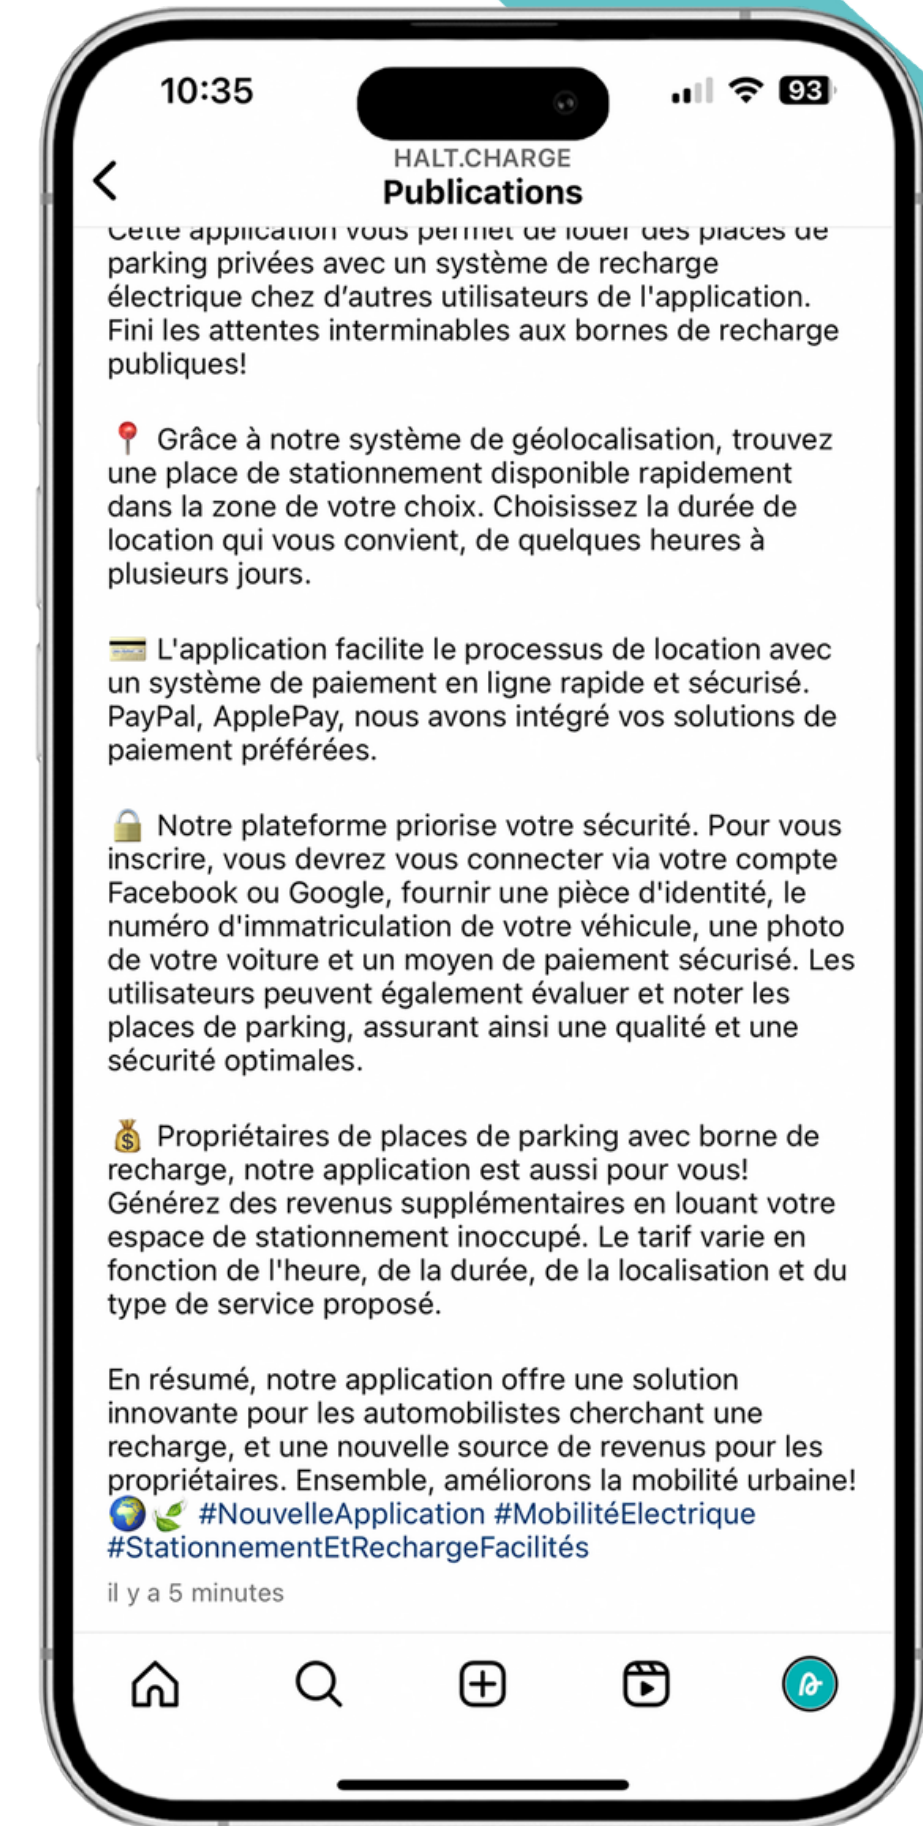 10:35
93
HALT.CHARGE
Publications
Cette application vous permet de louer des places de
parking privées avec un système de recharge
électrique chez d’autres utilisateurs de l'application.
Fini les attentes interminables aux bornes de recharge
publiques!
📍 Grâce à notre système de géolocalisation, trouvez
une place de stationnement disponible rapidement
dans la zone de votre choix. Choisissez la durée de
location qui vous convient, de quelques heures à
plusieurs jours.
💳 L'application facilite le processus de location avec
un système de paiement en ligne rapide et sécurisé.
PayPal, ApplePay, nous avons intégré vos solutions de
paiement préférées.
🔒 Notre plateforme priorise votre sécurité. Pour vous
inscrire, vous devrez vous connecter via votre compte
Facebook ou Google, fournir une pièce d'identité, le
numéro d'immatriculation de votre véhicule, une photo
de votre voiture et un moyen de paiement sécurisé. Les
utilisateurs peuvent également évaluer et noter les
places de parking, assurant ainsi une qualité et une
sécurité optimales.
💰 Propriétaires de places de parking avec borne de
recharge, notre application est aussi pour vous!
Générez des revenus supplémentaires en louant votre
espace de stationnement inoccupé. Le tarif varie en
fonction de l'heure, de la durée, de la localisation et du
type de service proposé.
En résumé, notre application offre une solution
innovante pour les automobilistes cherchant une
recharge, et une nouvelle source de revenus pour les
propriétaires. Ensemble, améliorons la mobilité urbaine!
🌍🍃 #NouvelleApplication #MobilitéElectrique
#StationnementEtRechargeFacilités
il y a 5 minutes